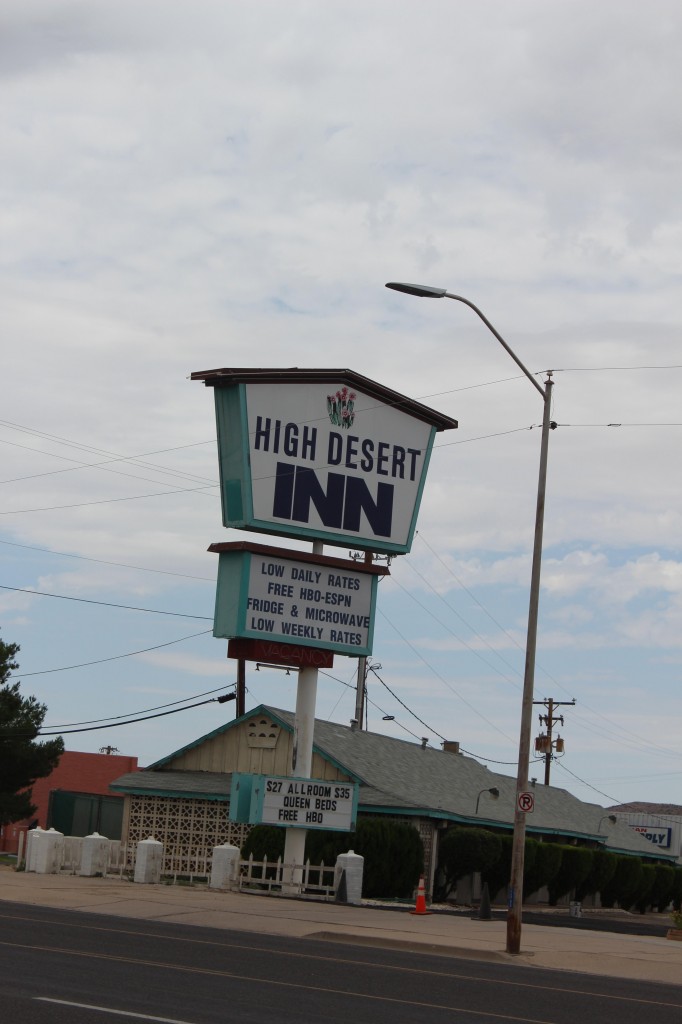 HIGH DESERT
INN
LOW DAILY RATES
FREE HBO-ESPN
FRIDGE & MICROWAVE
LOW WEEKLY RATES
VACANCY
$27 ALLROOM $35
QUEEN BEDS
FREE HBO
P
PLY